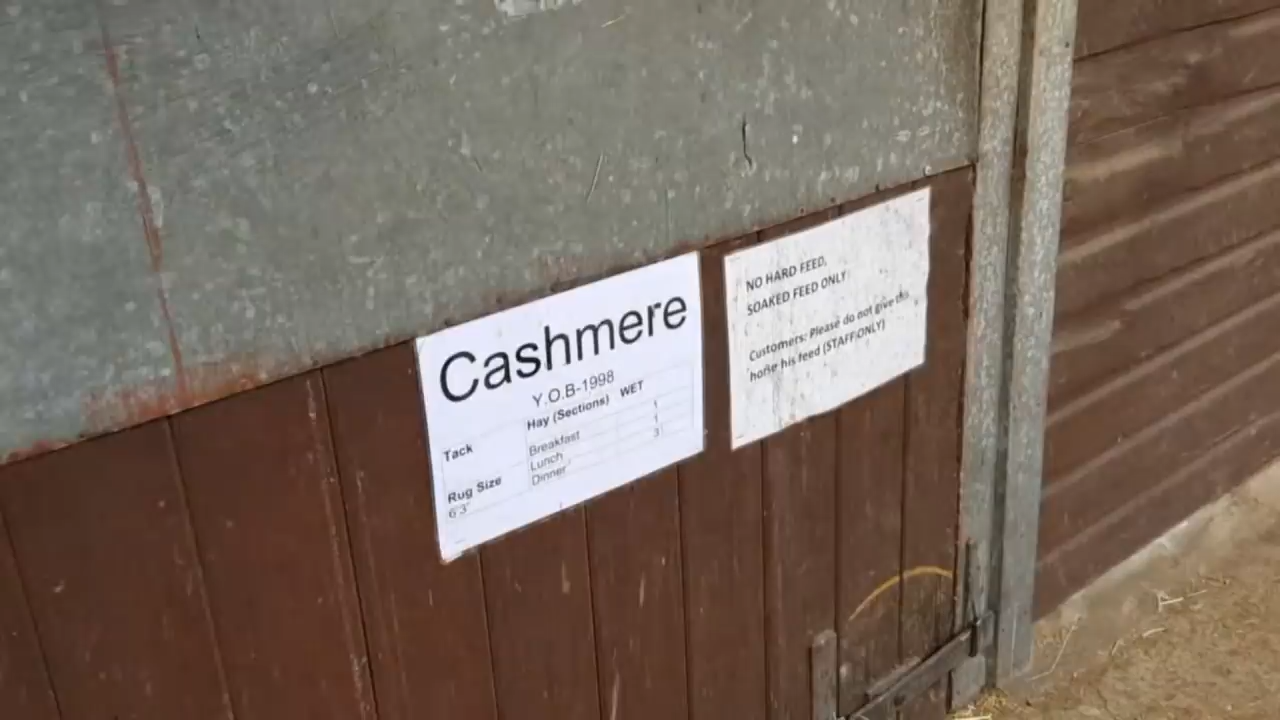 Cashmere
Y.O.B-1998
Tack Hay (Sections) WET
Breakfast 1
Lunch 1
Rug Size Dinner 3
6'3"
NO HARD FEED,
SOAKED FEED ONLY!
Customers: Please do not give this
horse his feed (STAFF ONLY)